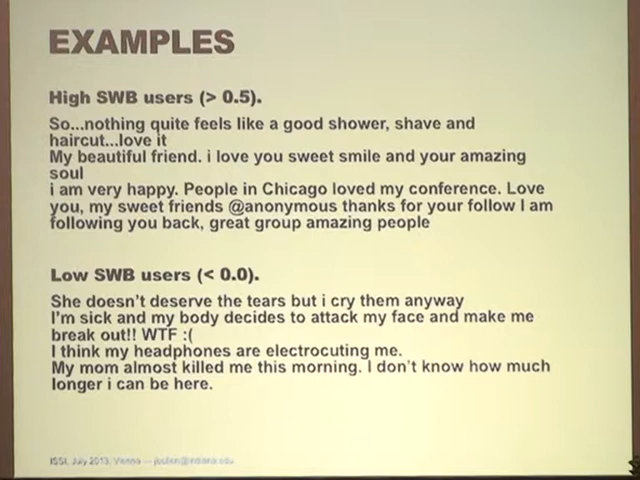 EXAMPLES
High SWB users (> 0.5).
So...nothing quite feels like a good shower, shave and
haircut...love it
My beautiful friend. i love you sweet smile and your amazing
soul
i am very happy. People in Chicago loved my conference. Love
you, my sweet friends @anonymous thanks for your follow I am
following you back, great group amazing people
Low SWB users (< 0.0).
She doesn't deserve the tears but i cry them anyway
I'm sick and my body decides to attack my face and make me
break out!! WTF :(
I think my headphones are electrocuting me.
My mom almost killed me this morning. I don't know how much
longer i can be here.
ISSI, July 2013, Vienna — jbollen@indiana.edu